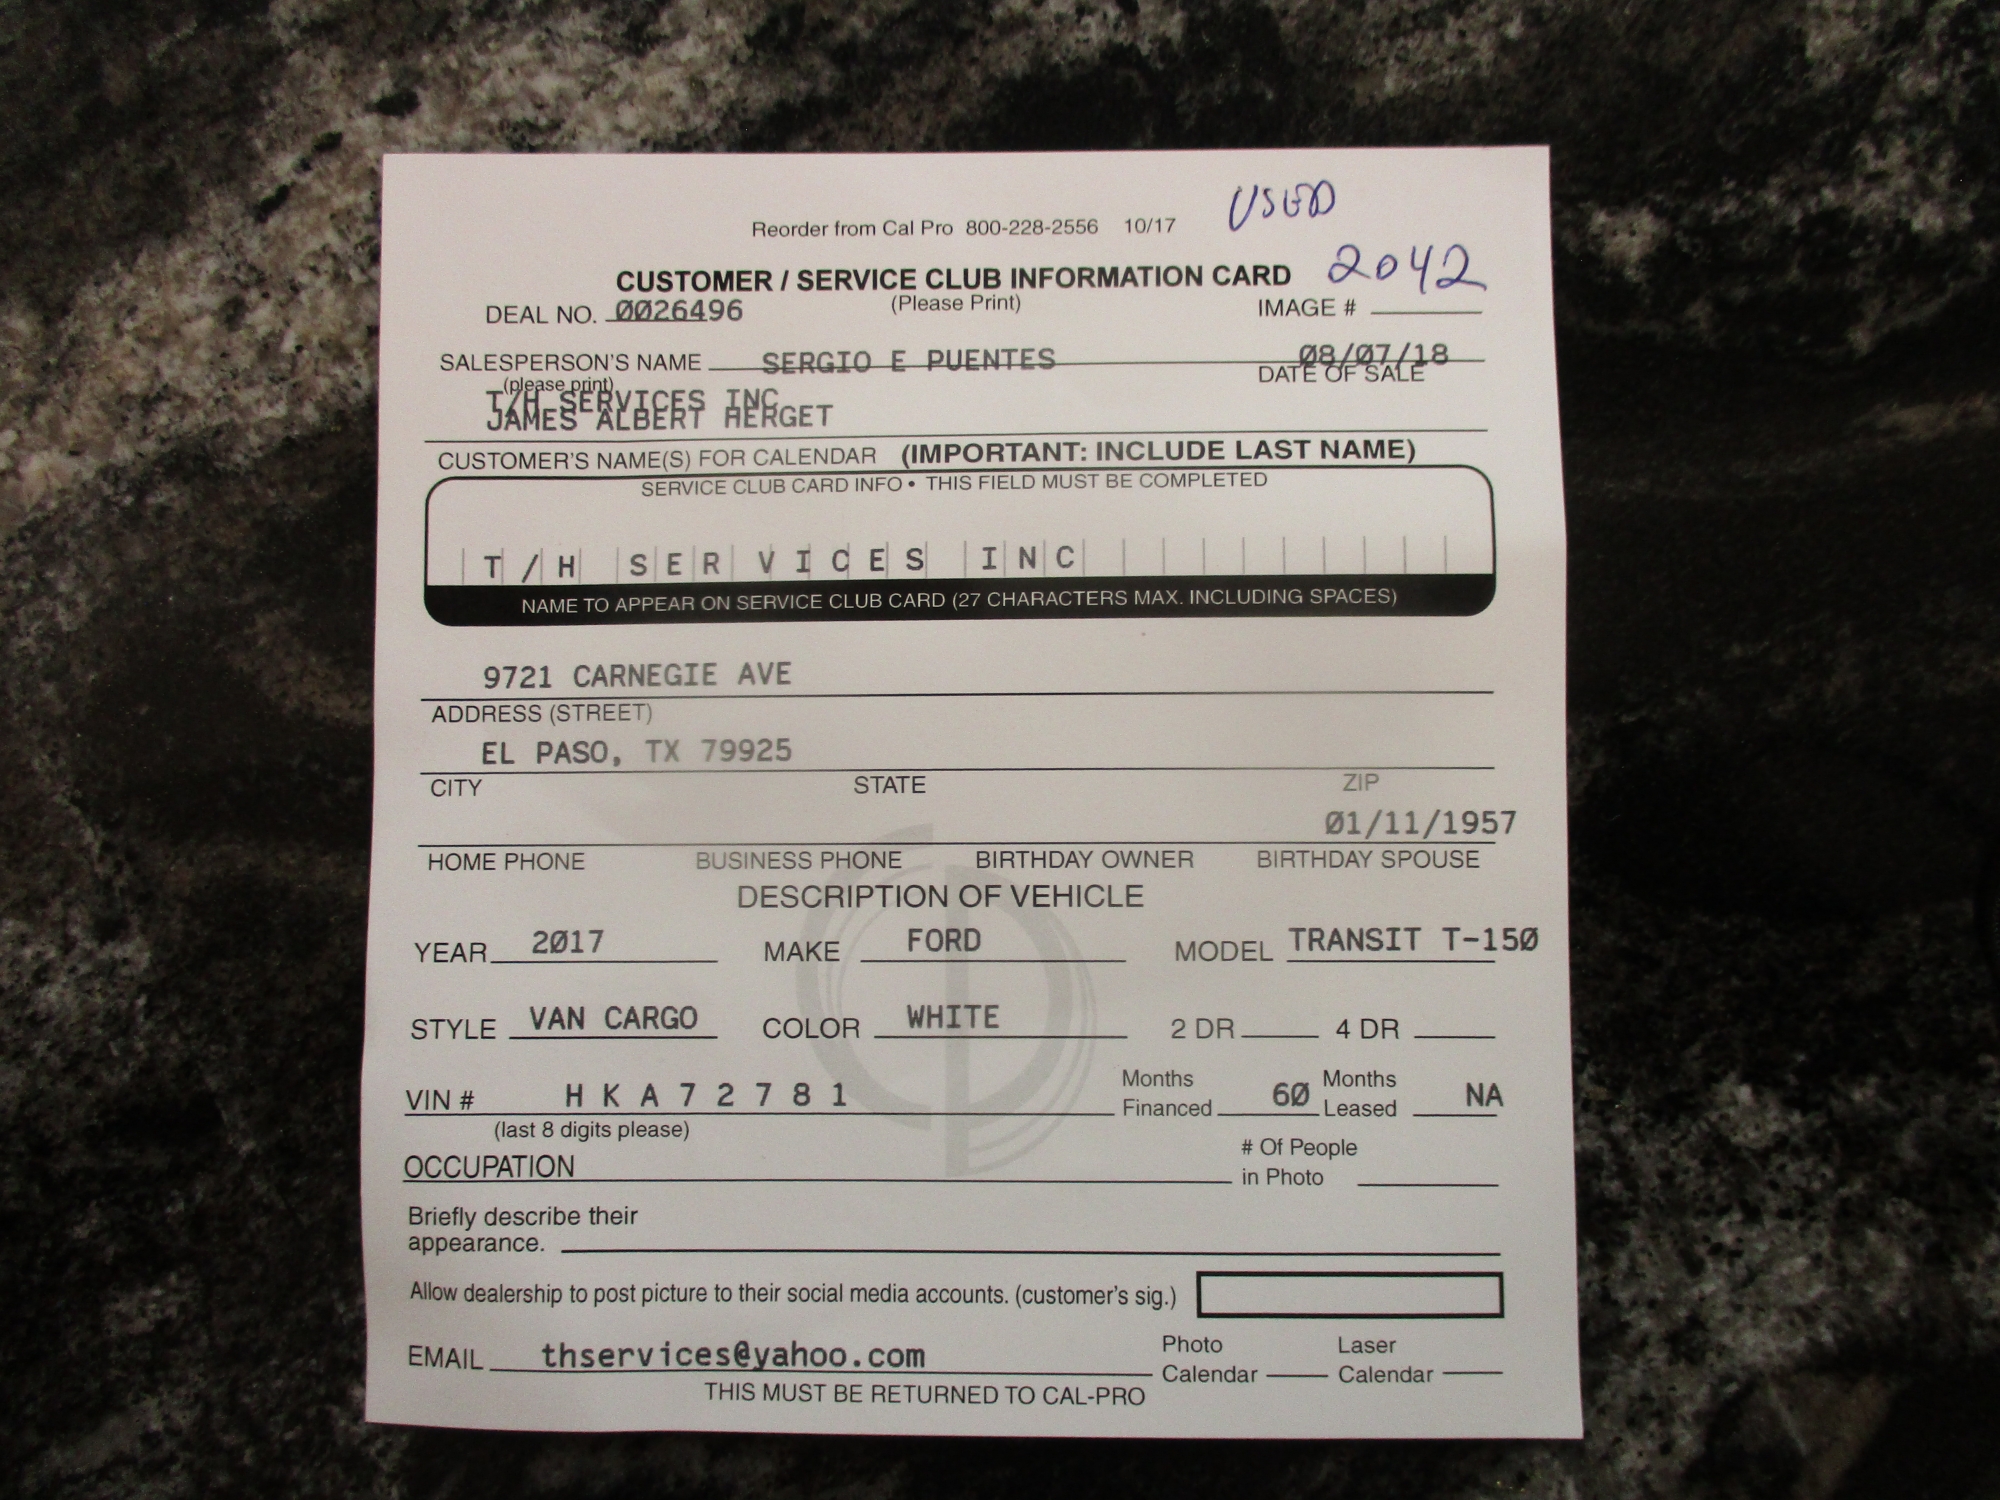 USED
Reorder from Cal Pro 800-228-2556 10/17
CUSTOMER / SERVICE CLUB INFORMATION CARD 2042
DEAL NO. 0026496 (Please Print) IMAGE #
SALESPERSON'S NAME SERGIO E PUENTES 08/07/18
(please print) DATE OF SALE
T/H SERVICES INC
JAMES ALBERT HERGET
CUSTOMER'S NAME(S) FOR CALENDAR (IMPORTANT: INCLUDE LAST NAME)
SERVICE CLUB CARD INFO • THIS FIELD MUST BE COMPLETED
T/H SERVICES INC
NAME TO APPEAR ON SERVICE CLUB CARD (27 CHARACTERS MAX. INCLUDING SPACES)
9721 CARNEGIE AVE
ADDRESS (STREET)
EL PASO, TX 79925
CITY STATE ZIP
01/11/1957
HOME PHONE BUSINESS PHONE BIRTHDAY OWNER BIRTHDAY SPOUSE
DESCRIPTION OF VEHICLE
YEAR 2017 MAKE FORD MODEL TRANSIT T-150
STYLE VAN CARGO COLOR WHITE 2 DR 4 DR
VIN # H K A 7 2 7 8 1 Months Financed 60 Months Leased NA
(last 8 digits please)
OCCUPATION # Of People in Photo
Briefly describe their
appearance.
Allow dealership to post picture to their social media accounts. (customer's sig.)
EMAIL thservices@yahoo.com Photo Calendar Laser Calendar
THIS MUST BE RETURNED TO CAL-PRO